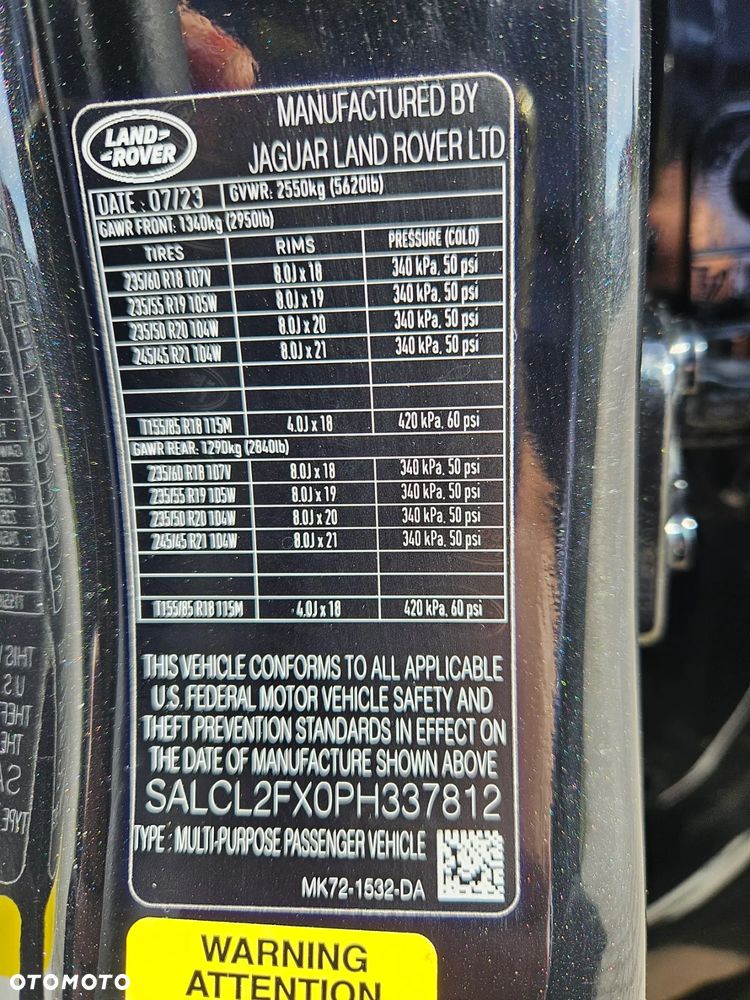 LAND-
-ROVER
MANUFACTURED BY
JAGUAR LAND ROVER LTD
DATE : 07/23 GVWR: 2550kg (5620lb)
GAWR FRONT: 1340kg (2950lb)
TIRES RIMS PRESSURE (COLD)
235/60 R18 107V 8.0J x 18 340 kPa, 50 psi
235/55 R19 105W 8.0J x 19 340 kPa, 50 psi
235/50 R20 104W 8.0J x 20 340 kPa, 50 psi
245/45 R21 104W 8.0J x 21 340 kPa, 50 psi
T155/85 R18 115M 4.0J x 18 420 kPa, 60 psi
GAWR REAR: 1290kg (2840lb)
235/60 R18 107V 8.0J x 18 340 kPa, 50 psi
235/55 R19 105W 8.0J x 19 340 kPa, 50 psi
235/50 R20 104W 8.0J x 20 340 kPa, 50 psi
245/45 R21 104W 8.0J x 21 340 kPa, 50 psi
T155/85 R18 115M 4.0J x 18 420 kPa, 60 psi
THIS VEHICLE CONFORMS TO ALL APPLICABLE
U.S. FEDERAL MOTOR VEHICLE SAFETY AND
THEFT PREVENTION STANDARDS IN EFFECT ON
THE DATE OF MANUFACTURE SHOWN ABOVE
SALCL2FX0PH337812
TYPE : MULTI-PURPOSE PASSENGER VEHICLE
MK72-1532-DA
WARNING
ATTENTION
OTOMOTO